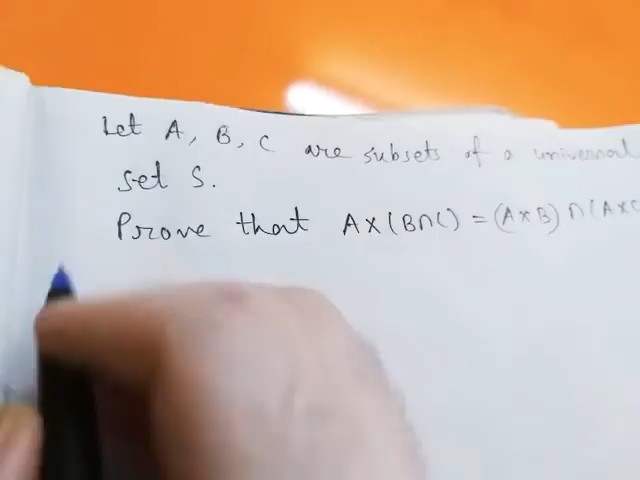 Let A, B, C are subsets of a universal
set S.
Prove that A×(B∩C) = (A×B)∩(A×C